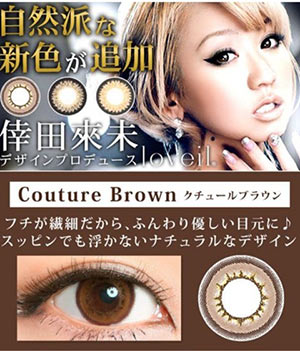 自然派な
新色が追加
倖田來未
デザインプロデュース loveil
Couture Brown クチュールブラウン
フチが繊細だから、ふんわり優しい目元に♪
スッピンでも浮かないナチュラルなデザイン